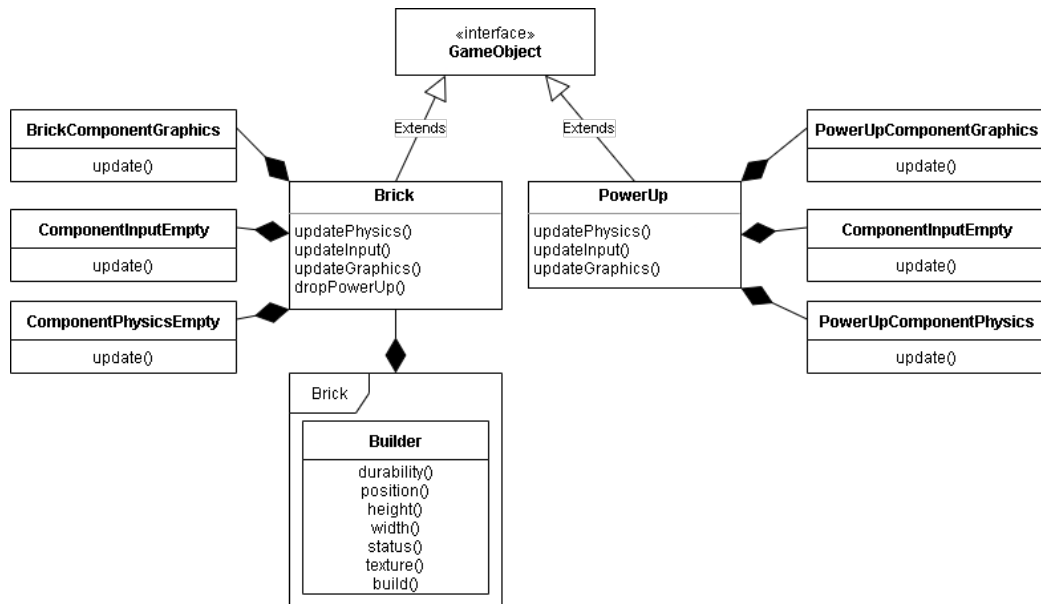 «interface»
GameObject
Extends
Extends
BrickComponentGraphics
update()
ComponentInputEmpty
update()
ComponentPhysicsEmpty
update()
Brick
updatePhysics()
updateInput()
updateGraphics()
dropPowerUp()
PowerUp
updatePhysics()
updateInput()
updateGraphics()
PowerUpComponentGraphics
update()
ComponentInputEmpty
update()
PowerUpComponentPhysics
update()
Brick
Builder
durability()
position()
height()
width()
status()
texture()
build()